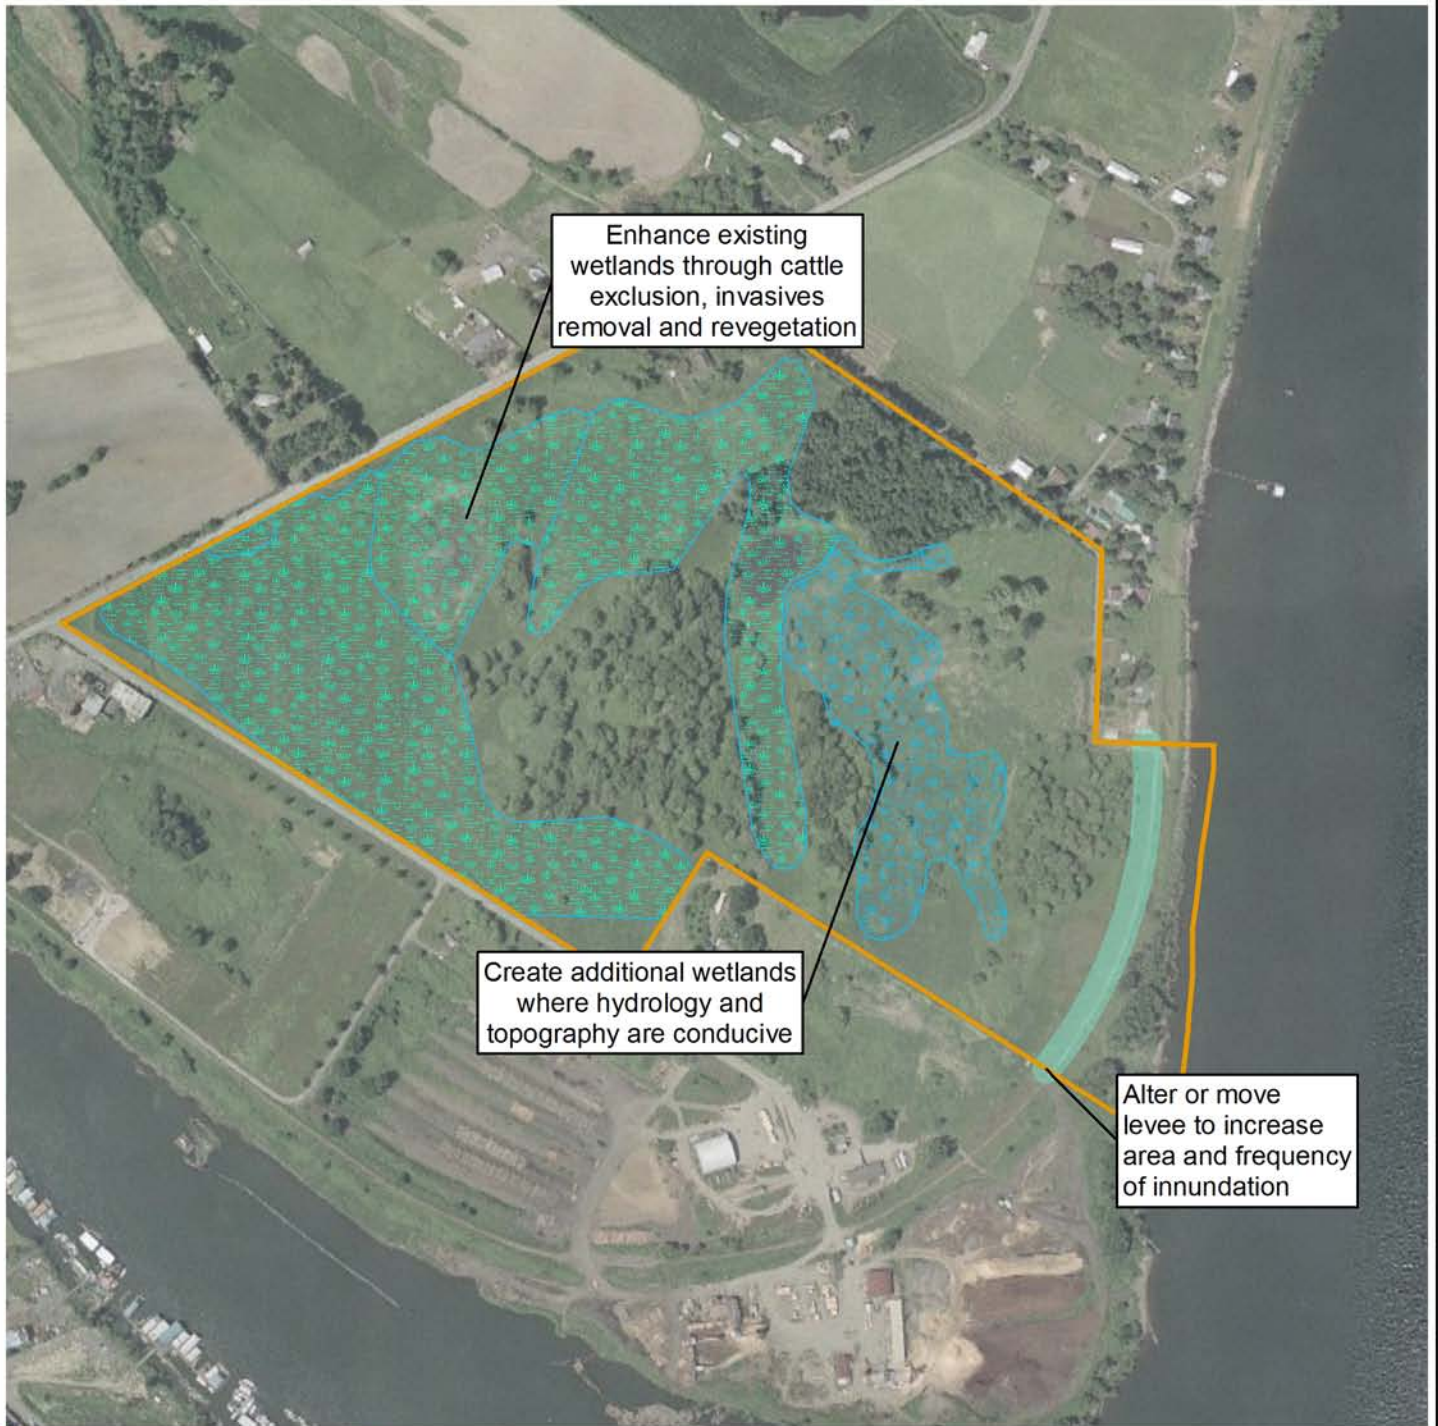 Enhance existing
wetlands through cattle
exclusion, invasives
removal and revegetation
Create additional wetlands
where hydrology and
topography are conducive
Alter or move
levee to increase
area and frequency
of innundation